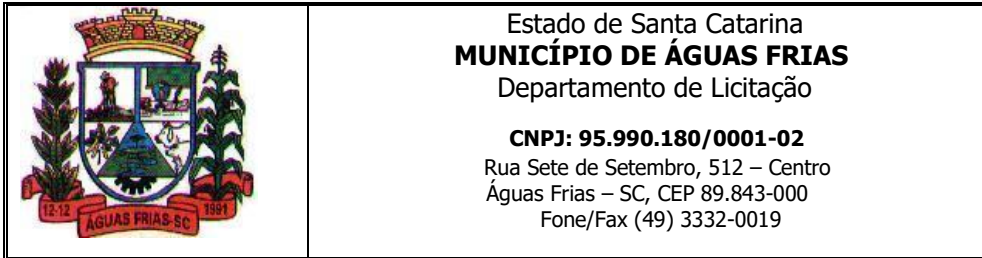 12-12
ÁGUAS FRIAS-SC
1991
Estado de Santa Catarina
MUNICÍPIO DE ÁGUAS FRIAS
Departamento de Licitação
CNPJ: 95.990.180/0001-02
Rua Sete de Setembro, 512 – Centro
Águas Frias – SC, CEP 89.843-000
Fone/Fax (49) 3332-0019